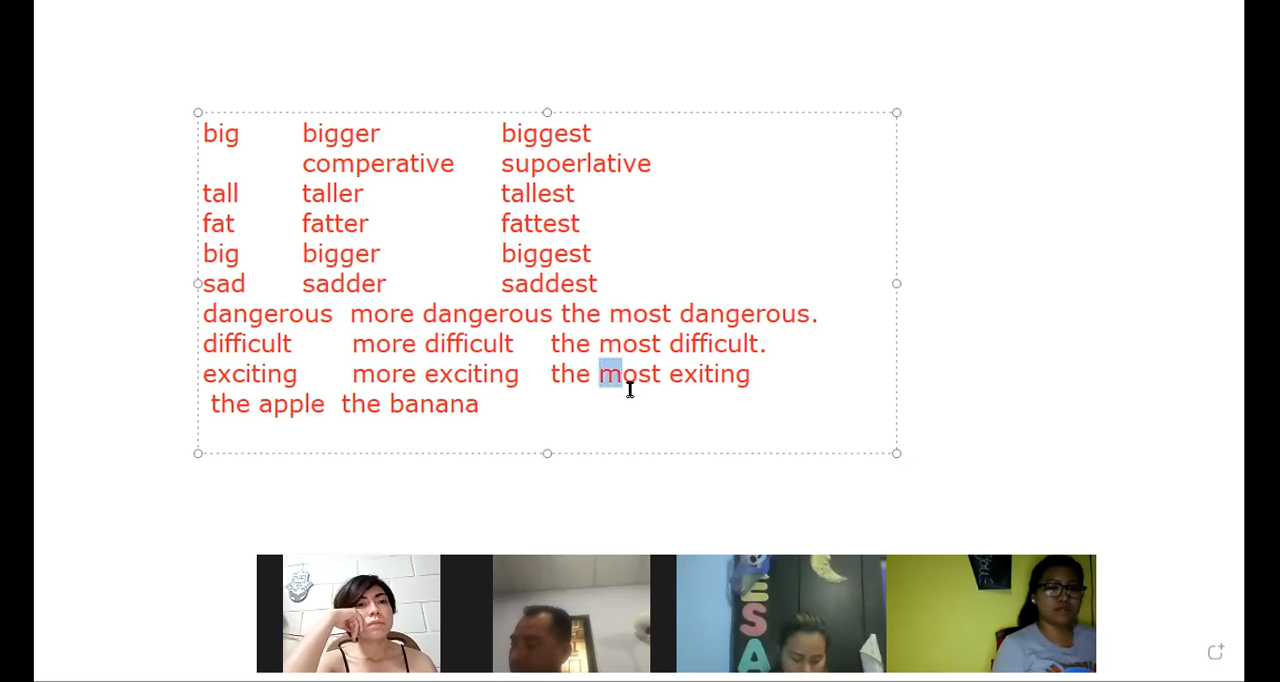 big bigger biggest
comperative supoerlative
tall taller tallest
fat fatter fattest
big bigger biggest
sad sadder saddest
dangerous more dangerous the most dangerous.
difficult more difficult the most difficult.
exciting more exciting the most exiting
the apple the banana
E
S
A